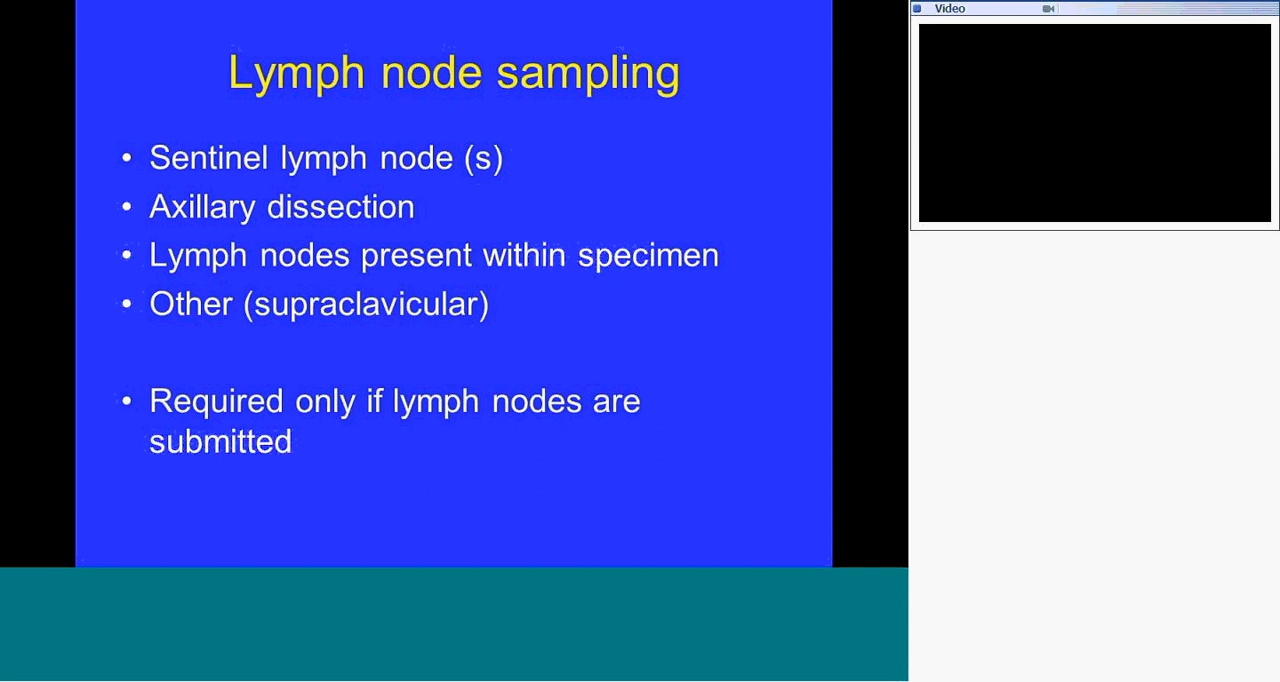 Video
Lymph node sampling
• Sentinel lymph node (s)
• Axillary dissection
• Lymph nodes present within specimen
• Other (supraclavicular)
• Required only if lymph nodes are
submitted